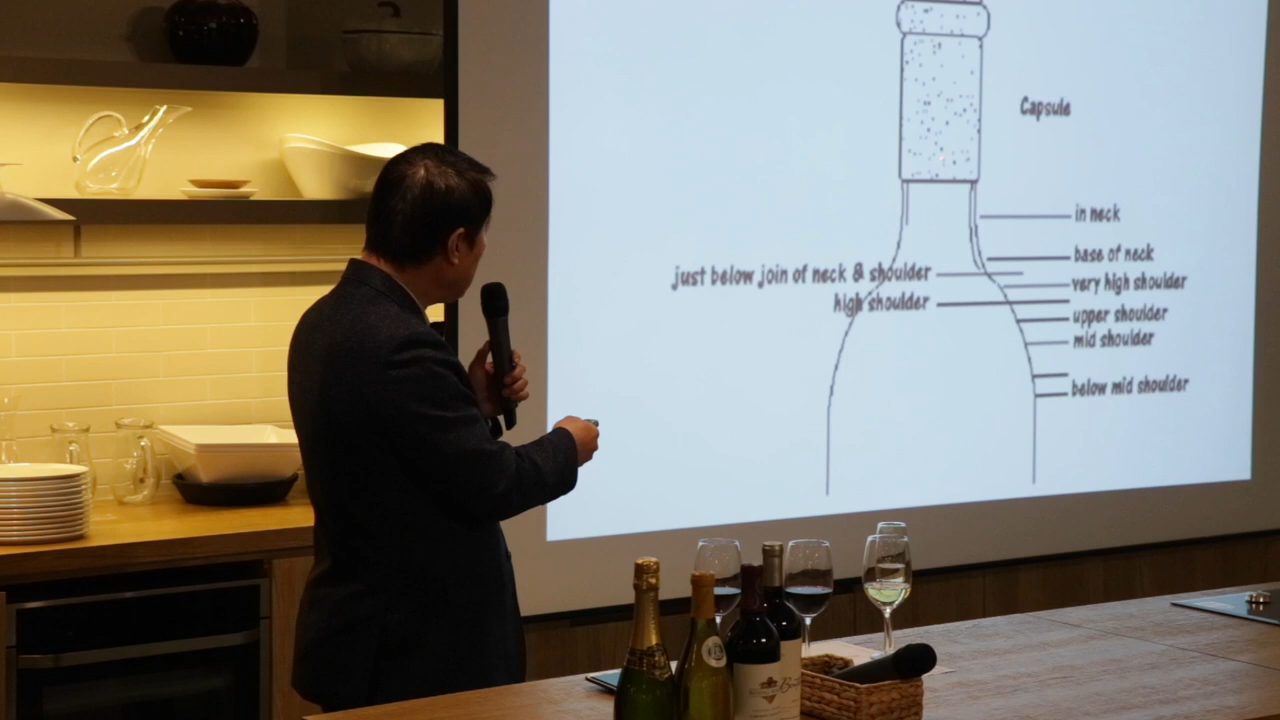 Capsule
in neck
base of neck
just below join of neck & shoulder
very high shoulder
high shoulder
upper shoulder
mid shoulder
below mid shoulder